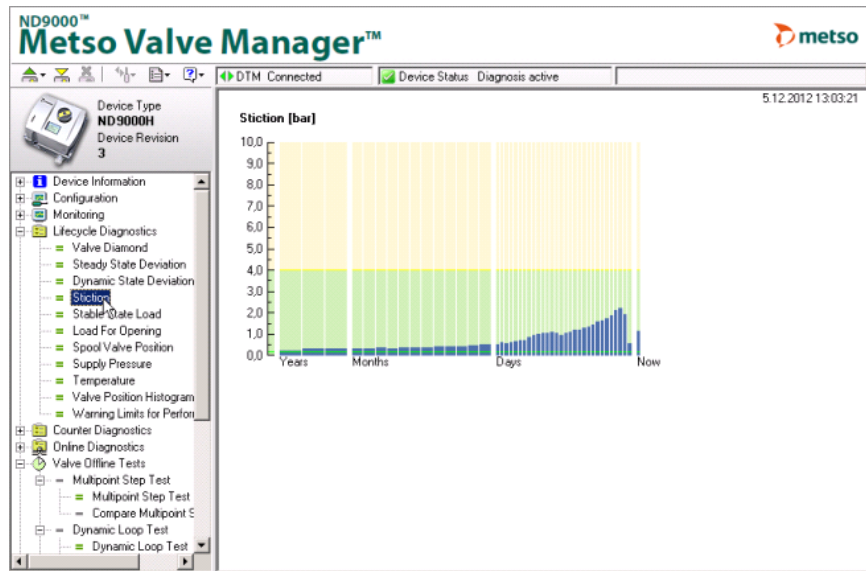 ND9000™
Metso Valve Manager™
metso
DTM Connected
Device Status Diagnosis active
5.12.2012 13:03:21
Device Type
ND9000H
Device Revision
3
Device Information
Configuration
Monitoring
Lifecycle Diagnostics
Valve Diamond
Steady State Deviation
Dynamic State Deviation
Stiction
Stable State Load
Load For Opening
Spool Valve Position
Supply Pressure
Temperature
Valve Position Histogram
Warning Limits for Perfor
Counter Diagnostics
Online Diagnostics
Valve Offline Tests
Multipoint Step Test
Multipoint Step Test
Compare Multipoint S
Dynamic Loop Test
Dynamic Loop Test
Stiction [bar]
10,0
9,0
8,0
7,0
6,0
5,0
4,0
3,0
2,0
1,0
0,0
Years Months Days Now